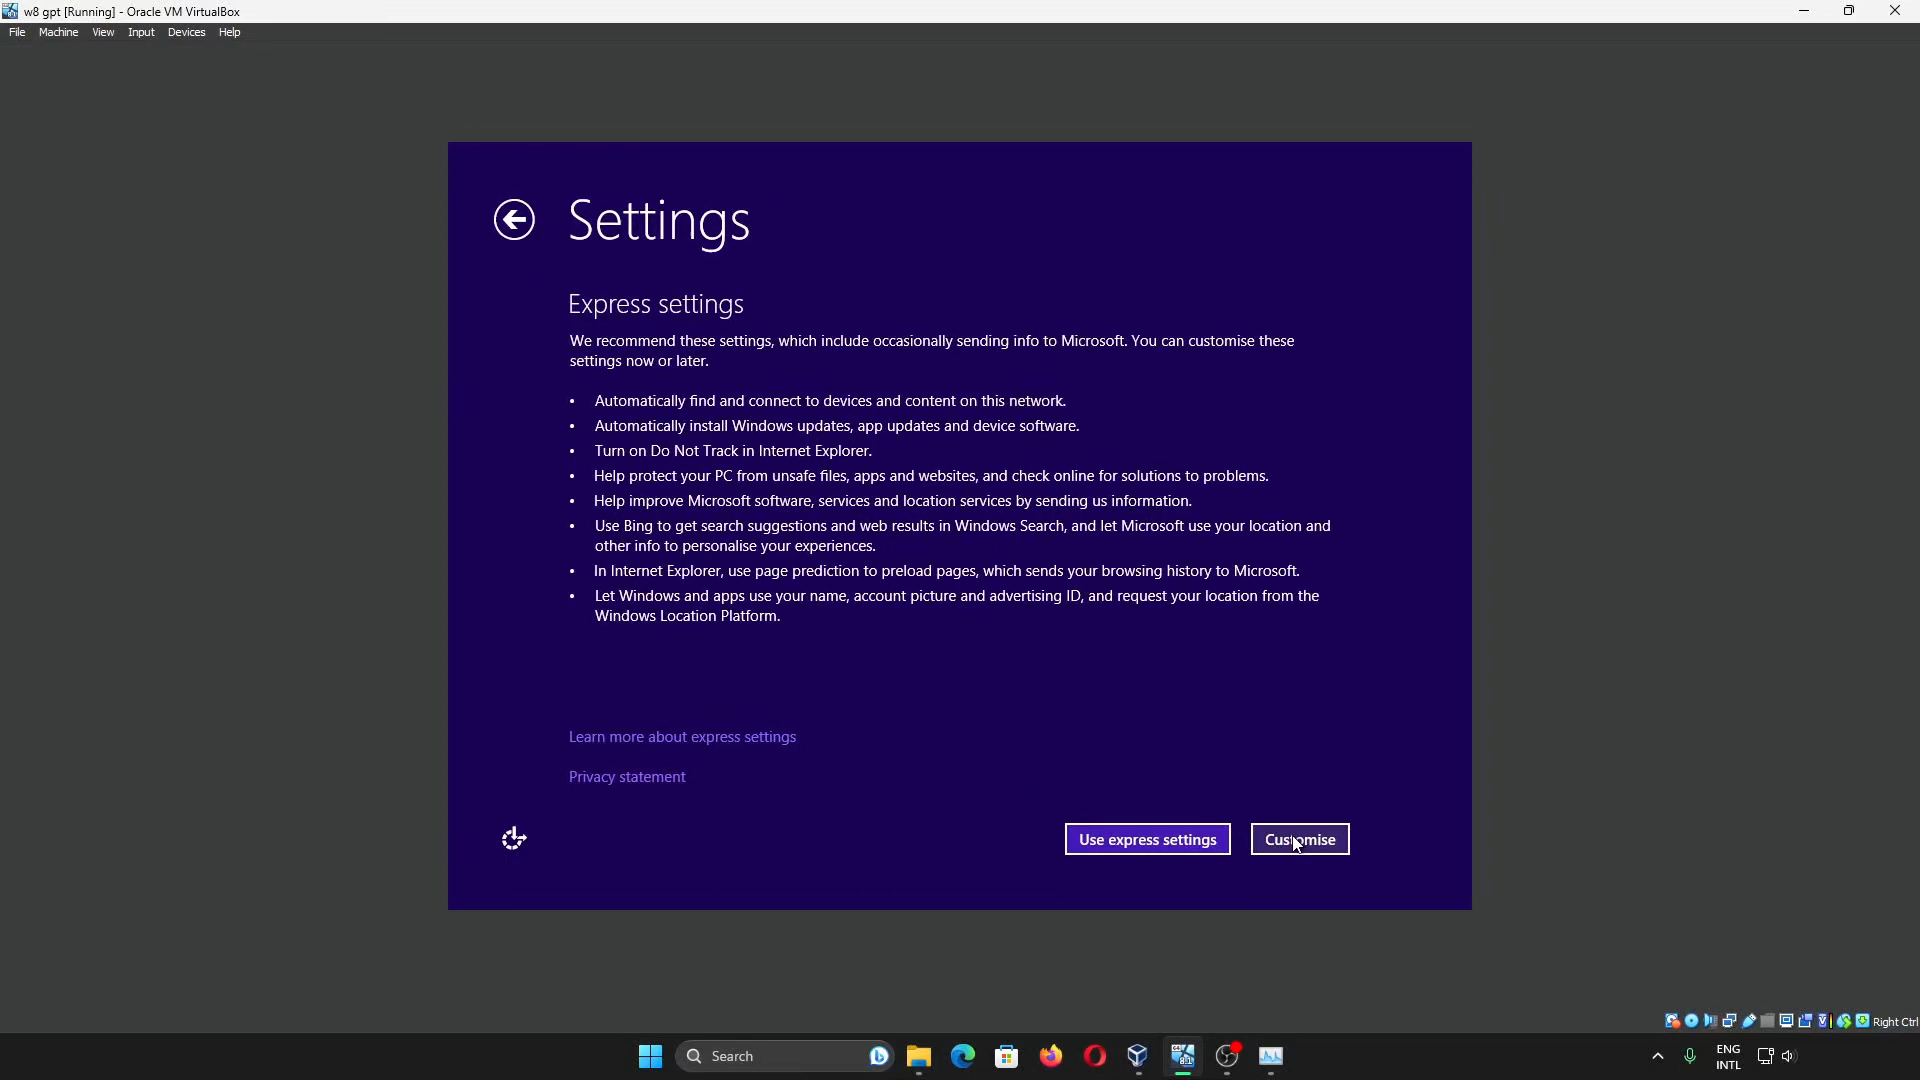 w8 gpt [Running] - Oracle VM VirtualBox
File Machine View Input Devices Help
Settings
Express settings
We recommend these settings, which include occasionally sending info to Microsoft. You can customise these
settings now or later.
• Automatically find and connect to devices and content on this network.
• Automatically install Windows updates, app updates and device software.
• Turn on Do Not Track in Internet Explorer.
• Help protect your PC from unsafe files, apps and websites, and check online for solutions to problems.
• Help improve Microsoft software, services and location services by sending us information.
• Use Bing to get search suggestions and web results in Windows Search, and let Microsoft use your location and
other info to personalise your experiences.
• In Internet Explorer, use page prediction to preload pages, which sends your browsing history to Microsoft.
• Let Windows and apps use your name, account picture and advertising ID, and request your location from the
Windows Location Platform.
Learn more about express settings
Privacy statement
Use express settings Customise
Right Ctrl
Search
ENG
INTL